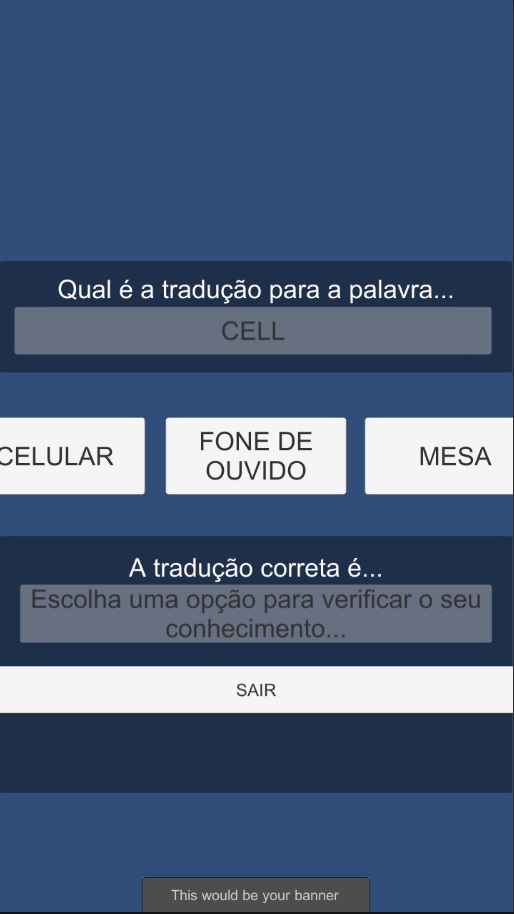 Qual é a tradução para a palavra...
CELL
CELULAR
FONE DE
OUVIDO
MESA
A tradução correta é...
Escolha uma opção para verificar o seu
conhecimento...
SAIR
This would be your banner